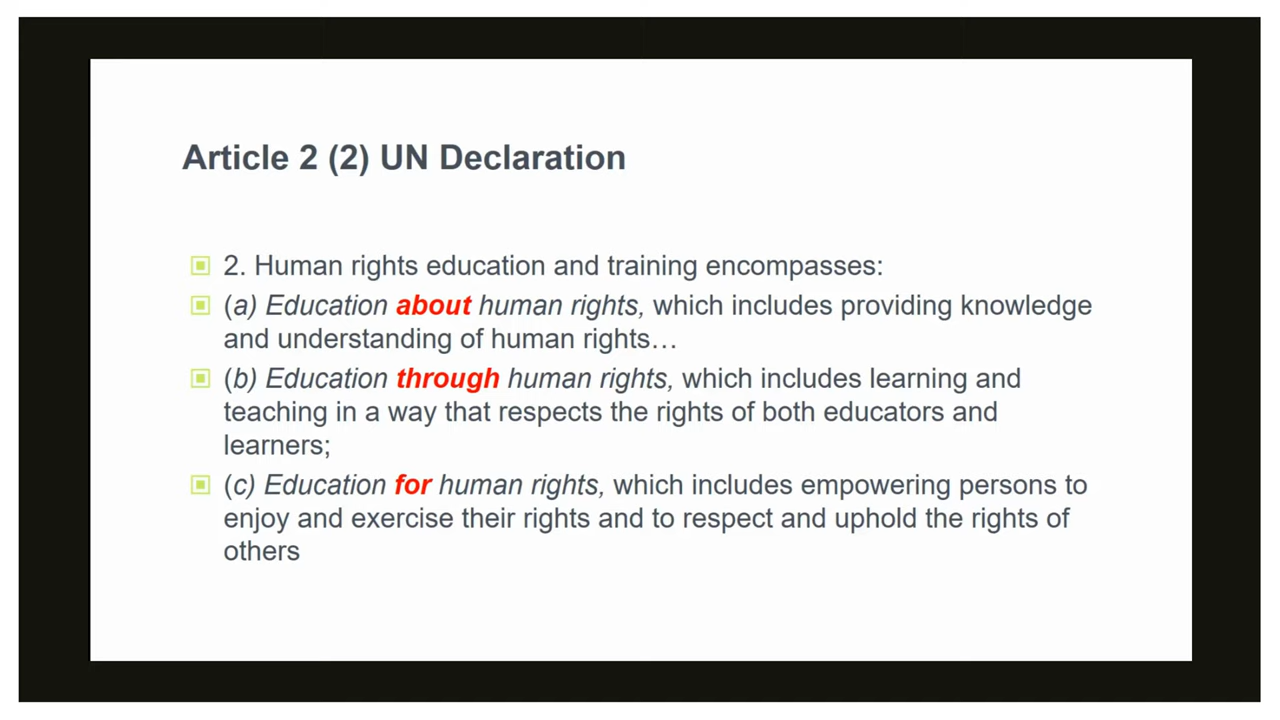 Article 2 (2) UN Declaration
2. Human rights education and training encompasses:
(a) Education about human rights, which includes providing knowledge
and understanding of human rights…
(b) Education through human rights, which includes learning and
teaching in a way that respects the rights of both educators and
learners;
(c) Education for human rights, which includes empowering persons to
enjoy and exercise their rights and to respect and uphold the rights of
others